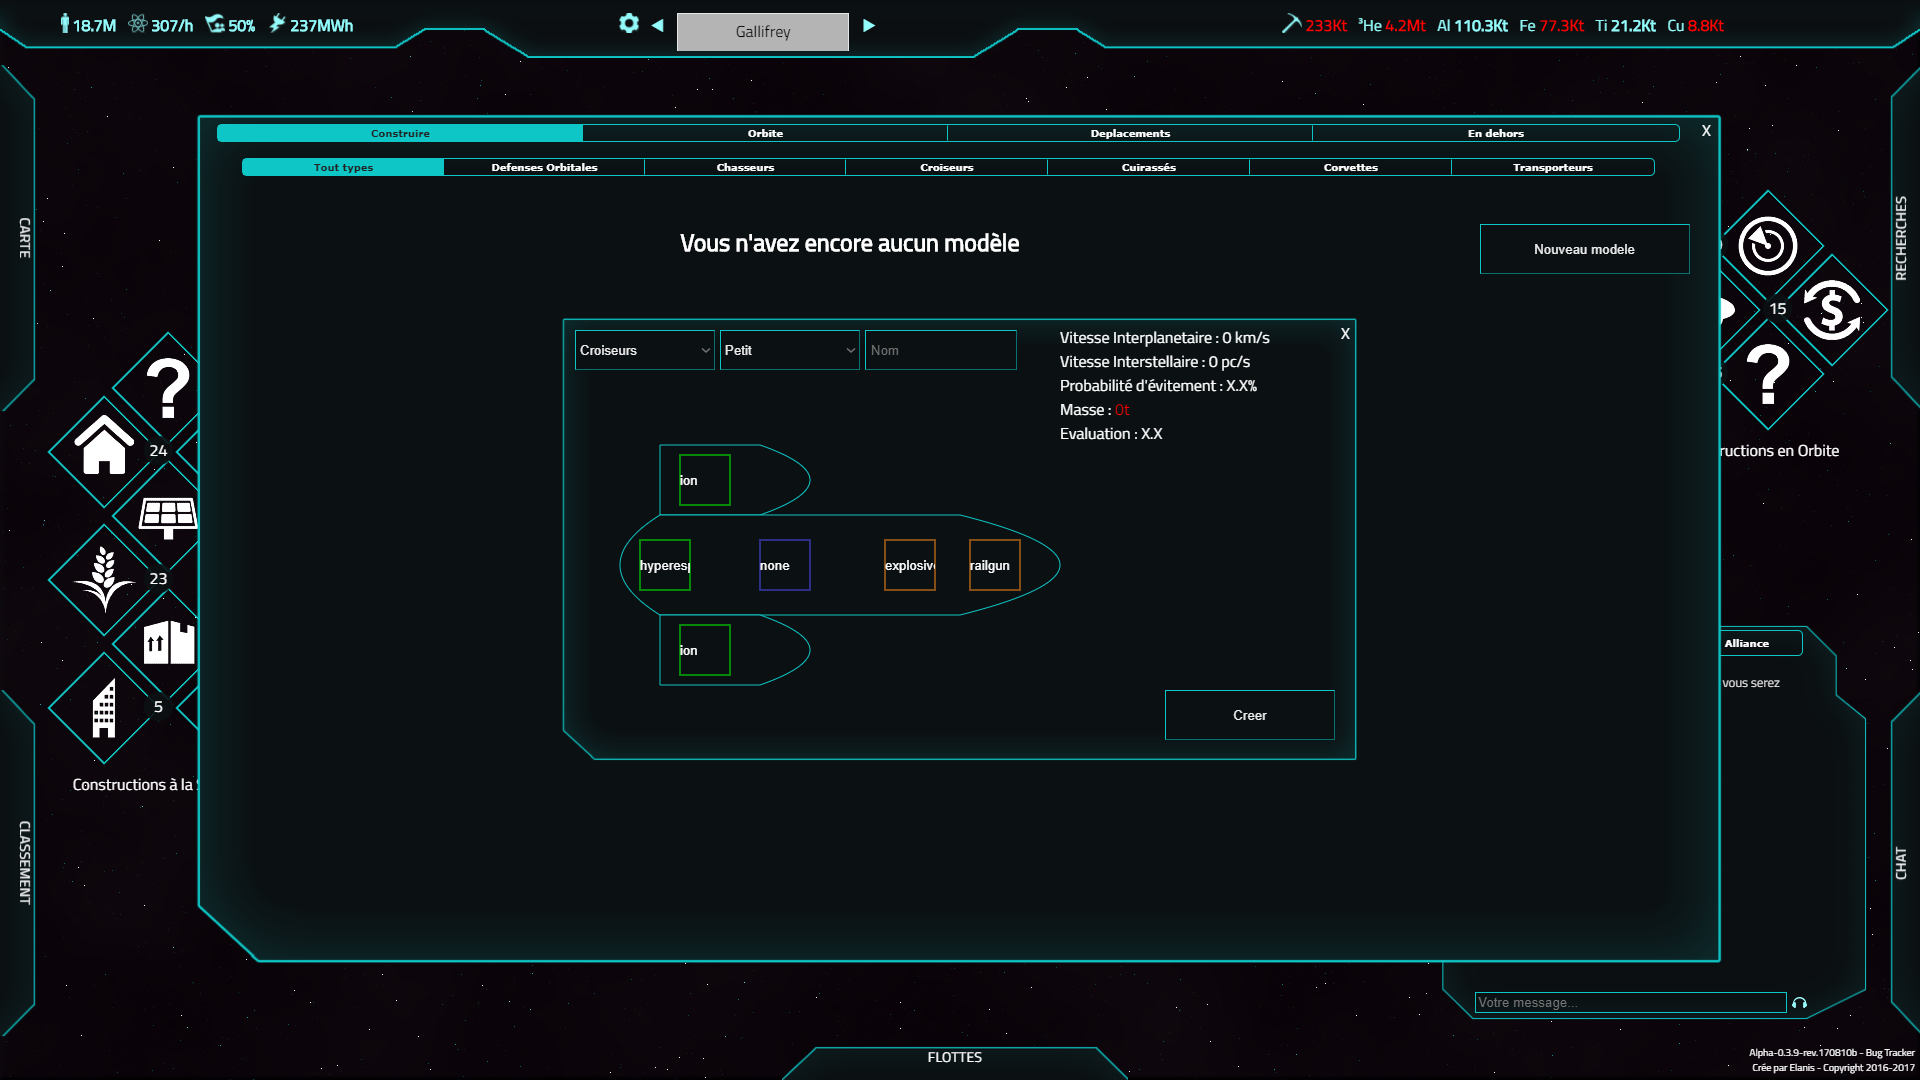 18.7M 307/h 50% 237MWh
Gallifrey
233Kt ³He 4.2Mt Al 110.3Kt Fe 77.3Kt Ti 21.2Kt Cu 8.8Kt
Construire Orbite Deplacements En dehors X
Tout types Defenses Orbitales Chasseurs Croiseurs Cuirassés Corvettes Transporteurs
CARTE
RECHERCHES
Vous n'avez encore aucun modèle
Nouveau modele
15
Croiseurs Petit Nom
Vitesse Interplanetaire : 0 km/s X
Vitesse Interstellaire : 0 pc/s
Probabilité d'évitement : X.X%
Masse : 0t
Evaluation : X.X
24
ructions en Orbite
ion
hyperesp none explosiv railgun
23
ion
Alliance
vous serez
5
Creer
Constructions à la S
CLASSEMENT
CHAT
Votre message...
FLOTTES
Alpha-0.3.9-rev.170810b - Bug Tracker
Crée par Elanis - Copyright 2016-2017